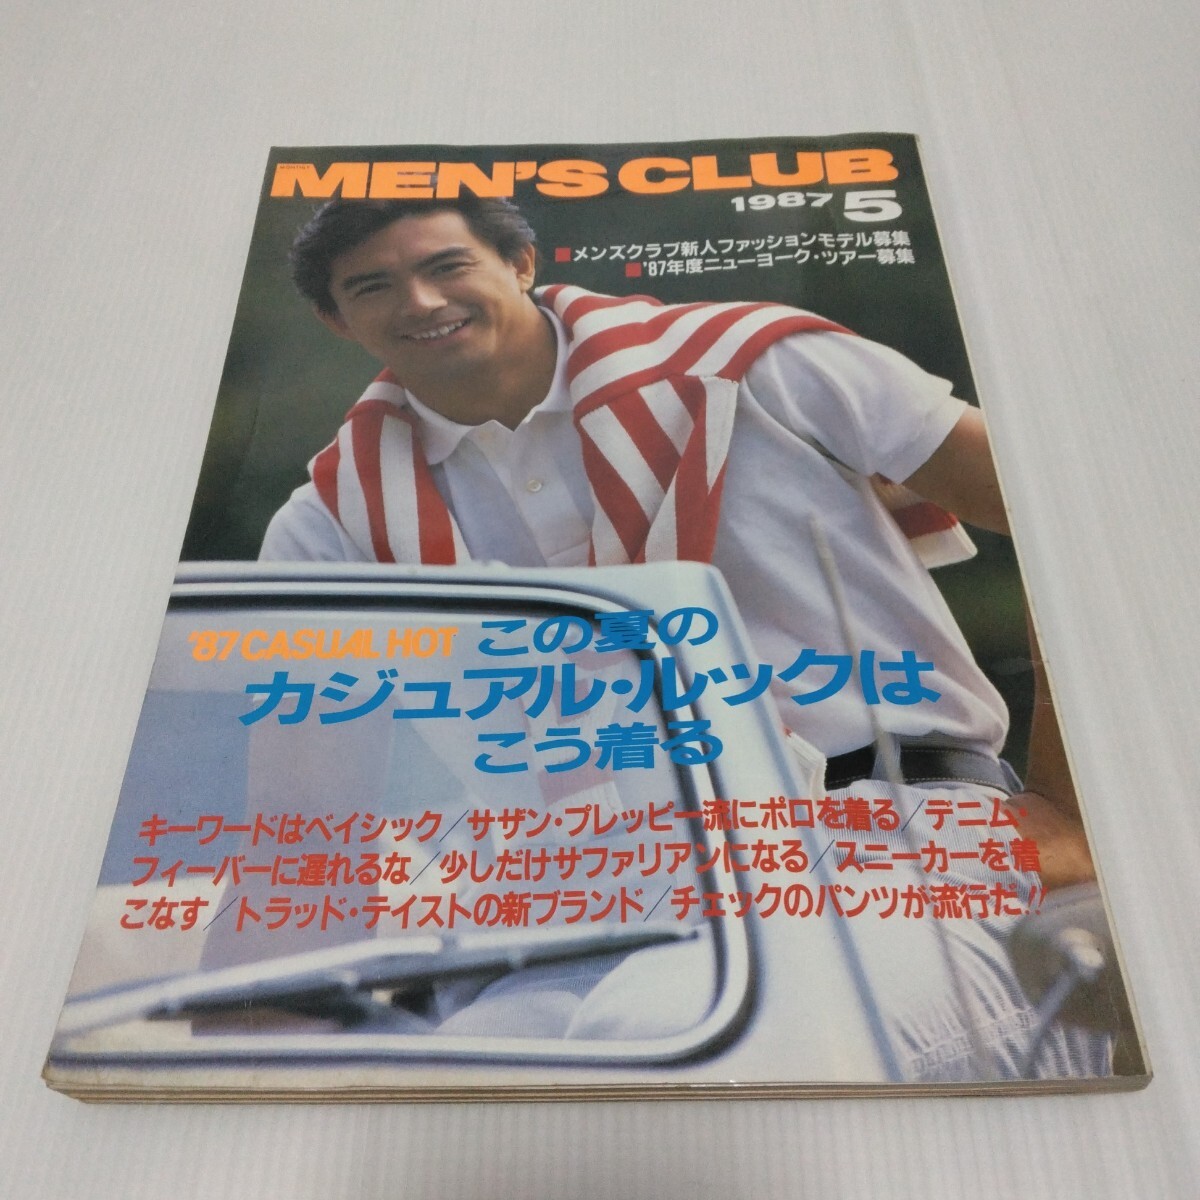 MONTHLY
MEN'S CLUB
1987 5
■メンズクラブ新人ファッションモデル募集
■'87年度ニューヨーク・ツアー募集
'87 CASUAL HOT この夏の
カジュアル・ルックは
こう着る
キーワードはベイシック/サザン・プレッピー流にポロを着る/デニム・
フィーバーに遅れるな/少しだけサファリアンになる/スニーカーを着
こなす/トラッド・テイストの新ブランド/チェックのパンツが流行だ!!